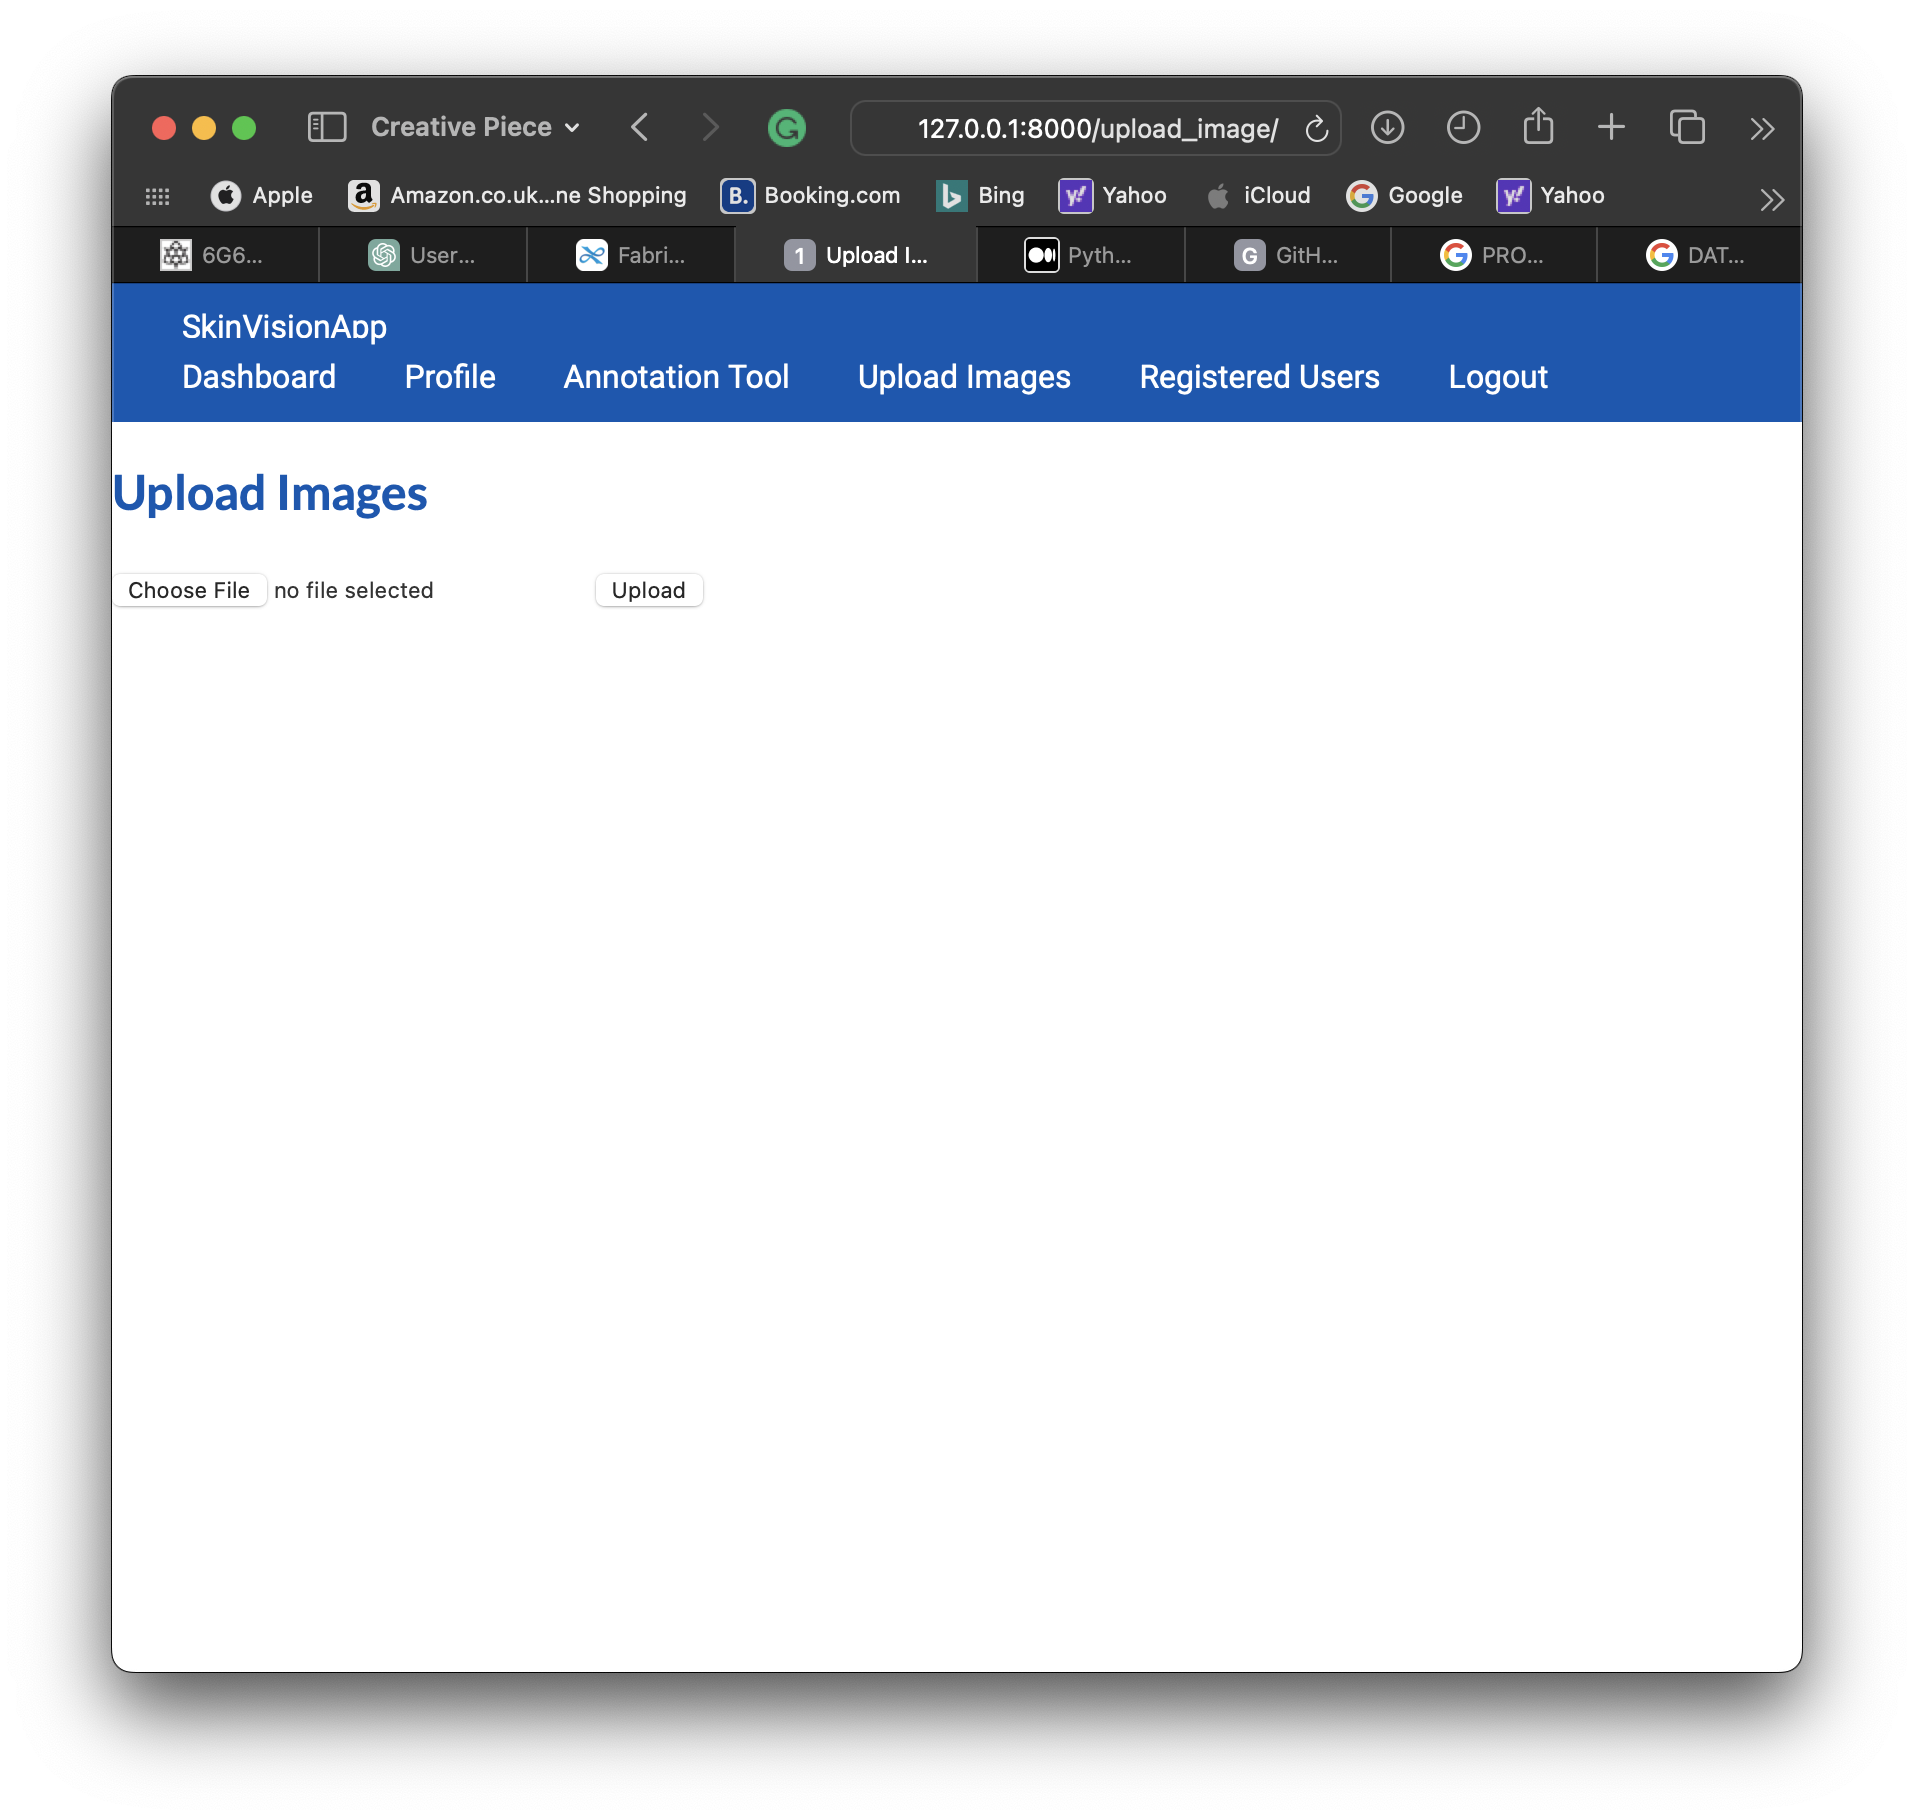 Creative Piece
127.0.0.1:8000/upload_image/
Apple
a Amazon.co.uk...ne Shopping
B. Booking.com
Bing
y! Yahoo
iCloud
G Google
y! Yahoo
6G6...
User...
Fabri...
1 Upload I...
Pyth...
G GitH...
G PRO...
G DAT...
SkinVisionApp
Dashboard Profile Annotation Tool Upload Images Registered Users Logout
Upload Images
Choose File no file selected Upload